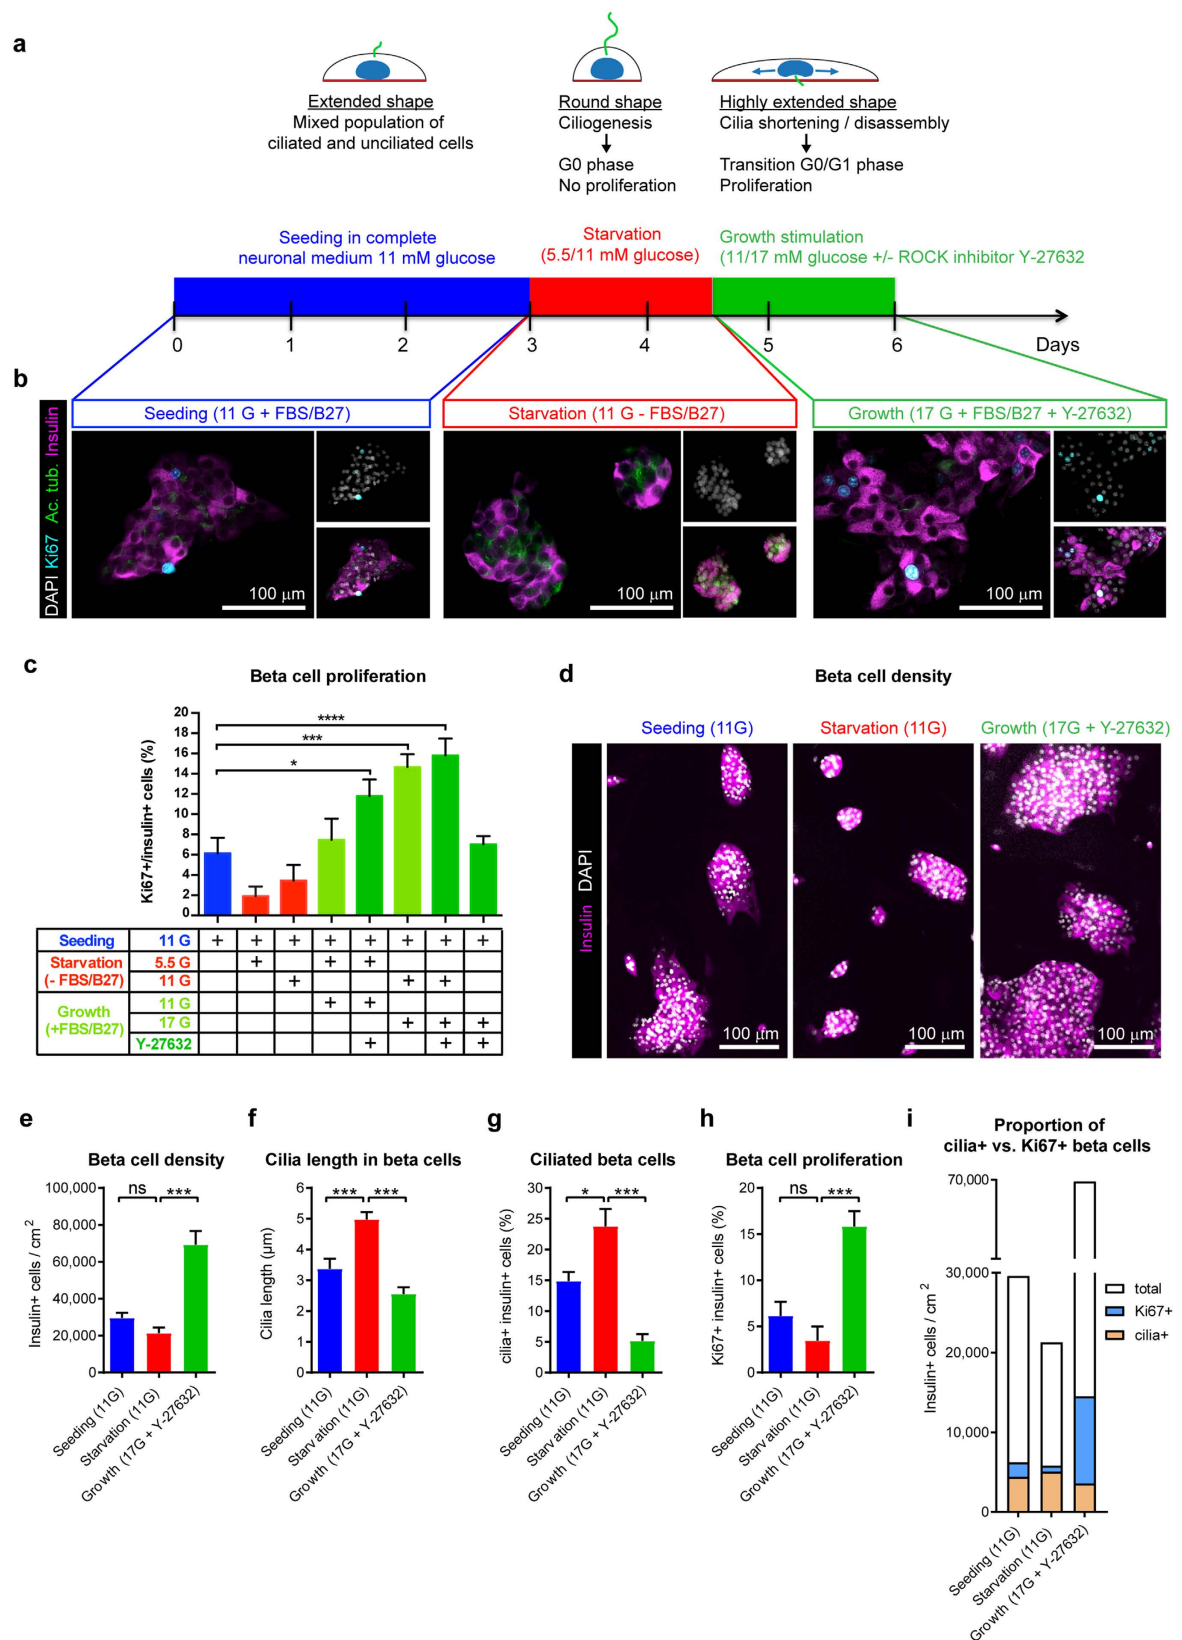 a
Extended shape
Mixed population of
ciliated and unciliated cells
Round shape
Ciliogenesis
G0 phase
No proliferation
Highly extended shape
Cilia shortening / disassembly
Transition G0/G1 phase
Proliferation
Seeding in complete
neuronal medium 11 mM glucose
Starvation
(5.5/11 mM glucose)
Growth stimulation
(11/17 mM glucose +/- ROCK inhibitor Y-27632
0 1 2 3 4 5 6 Days
b
DAPI Ki67 Ac. tub. Insulin
Seeding (11 G + FBS/B27)
100 µm
Starvation (11 G - FBS/B27)
100 µm
Growth (17 G + FBS/B27 + Y-27632)
100 µm
c
Beta cell proliferation
Ki67+/insulin+ cells (%)
20
18
16
14
12
10
8
6
4
2
0
****
***
*
Seeding 11 G + + + + + + + +
Starvation 5.5 G + + +
(- FBS/B27) 11 G + + +
Growth 11 G + +
(+FBS/B27) 17 G + + +
Y-27632 + + +
d
Beta cell density
Insulin DAPI
Seeding (11G)
100 µm
Starvation (11G)
100 µm
Growth (17G + Y-27632)
100 µm
e
Beta cell density
Insulin+ cells / cm2
100,000
80,000
60,000
40,000
20,000
0
ns ***
Seeding (11G)
Starvation (11G)
Growth (17G + Y-27632)
f
Cilia length in beta cells
Cilia length (µm)
6
5
4
3
2
1
0
*** ***
Seeding (11G)
Starvation (11G)
Growth (17G + Y-27632)
g
Ciliated beta cells
cilia+ insulin+ cells (%)
30
25
20
15
10
5
0
* ***
Seeding (11G)
Starvation (11G)
Growth (17G + Y-27632)
h
Beta cell proliferation
Ki67+ insulin+ cells (%)
20
15
10
5
0
ns ***
Seeding (11G)
Starvation (11G)
Growth (17G + Y-27632)
i
Proportion of
cilia+ vs. Ki67+ beta cells
Insulin+ cells / cm 2
70,000
30,000
20,000
10,000
0
total
Ki67+
cilia+
Seeding (11G)
Starvation (11G)
Growth (17G + Y-27632)